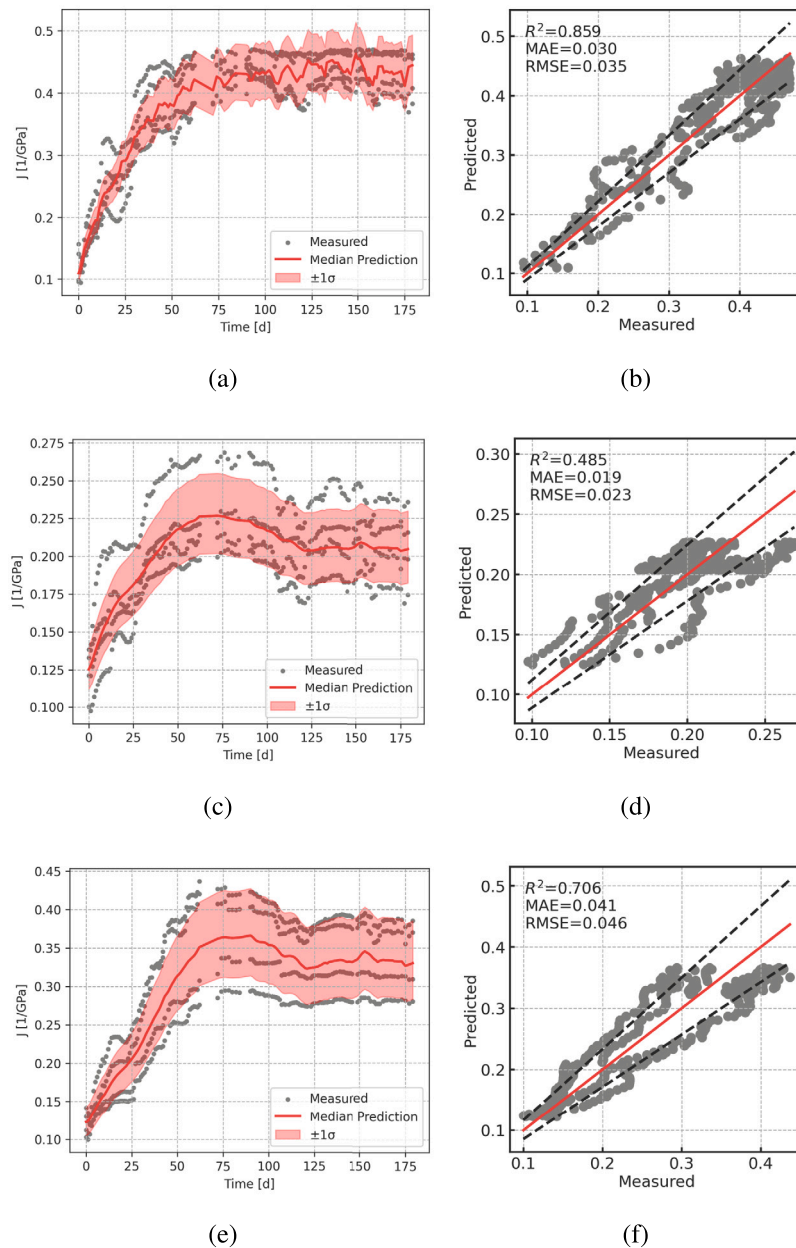 0.5
0.4
0.3
0.2
0.1
J [1/GPa]
Measured
Median Prediction
±1σ
0 25 50 75 100 125 150 175
Time [d]
(a)
R²=0.859
MAE=0.030
RMSE=0.035
0.5
0.4
0.3
0.2
0.1
Predicted
0.1 0.2 0.3 0.4
Measured
(b)
0.275
0.250
0.225
0.200
0.175
0.150
0.125
0.100
J [1/GPa]
Measured
Median Prediction
±1σ
0 25 50 75 100 125 150 175
Time [d]
(c)
R²=0.485
MAE=0.019
RMSE=0.023
0.30
0.25
0.20
0.15
0.10
Predicted
0.10 0.15 0.20 0.25
Measured
(d)
0.45
0.40
0.35
0.30
0.25
0.20
0.15
0.10
J [1/GPa]
Measured
Median Prediction
±1σ
0 25 50 75 100 125 150 175
Time [d]
(e)
R²=0.706
MAE=0.041
RMSE=0.046
0.5
0.4
0.3
0.2
0.1
Predicted
0.1 0.2 0.3 0.4
Measured
(f)